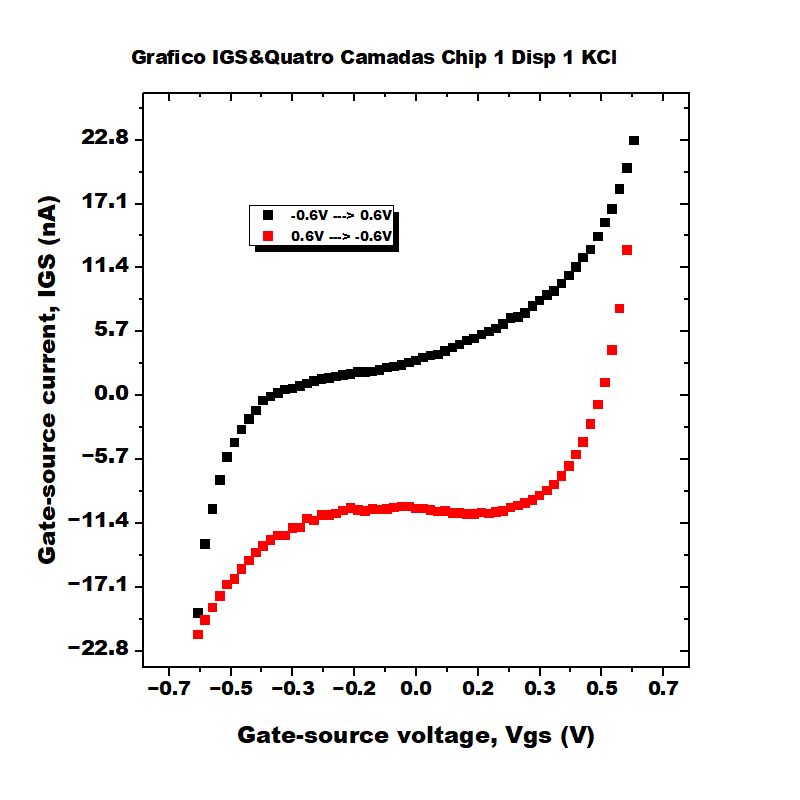 Grafico IGS&Quatro Camadas Chip 1 Disp 1 KCl
22.8
17.1
11.4
5.7
0.0
−5.7
−11.4
−17.1
−22.8
Gate-source current, IGS (nA)
-0.6V ---> 0.6V
0.6V ---> -0.6V
−0.7 −0.5 −0.3 −0.2 0.0 0.2 0.3 0.5 0.7
Gate-source voltage, Vgs (V)